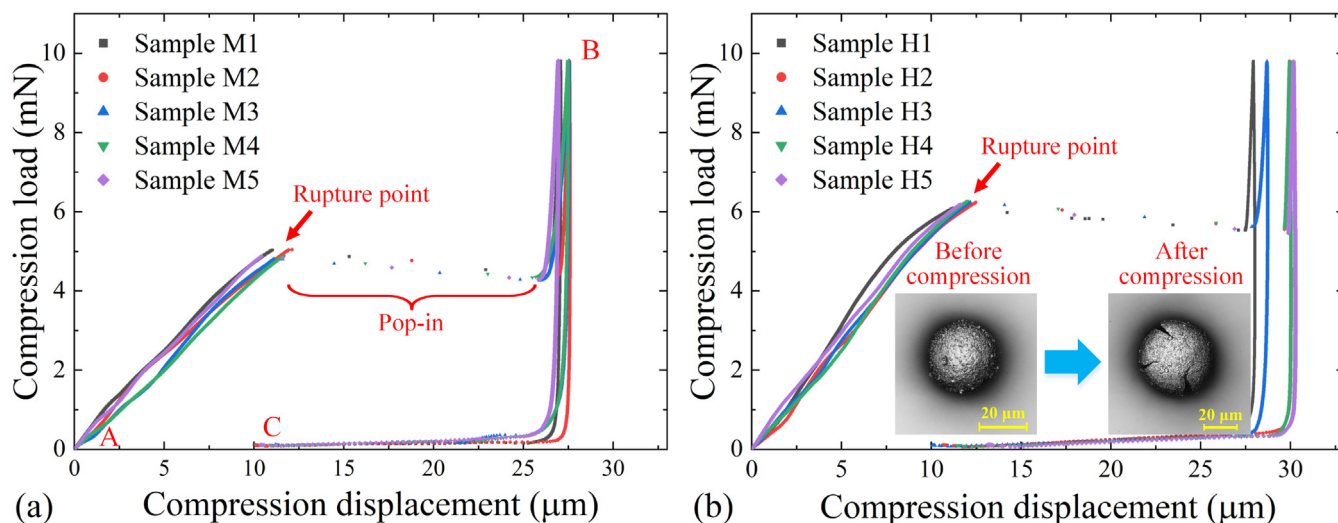 Compression load (mN)
10
8
6
4
2
0
Sample M1
Sample M2
Sample M3
Sample M4
Sample M5
B
Rupture point
Pop-in
A
C
0
5
10
15
20
25
30
(a)
Compression displacement (μm)
Compression load (mN)
10
8
6
4
2
0
Sample H1
Sample H2
Sample H3
Sample H4
Sample H5
Rupture point
Before
compression
After
compression
20 μm
20 μm
0
5
10
15
20
25
30
(b)
Compression displacement (μm)